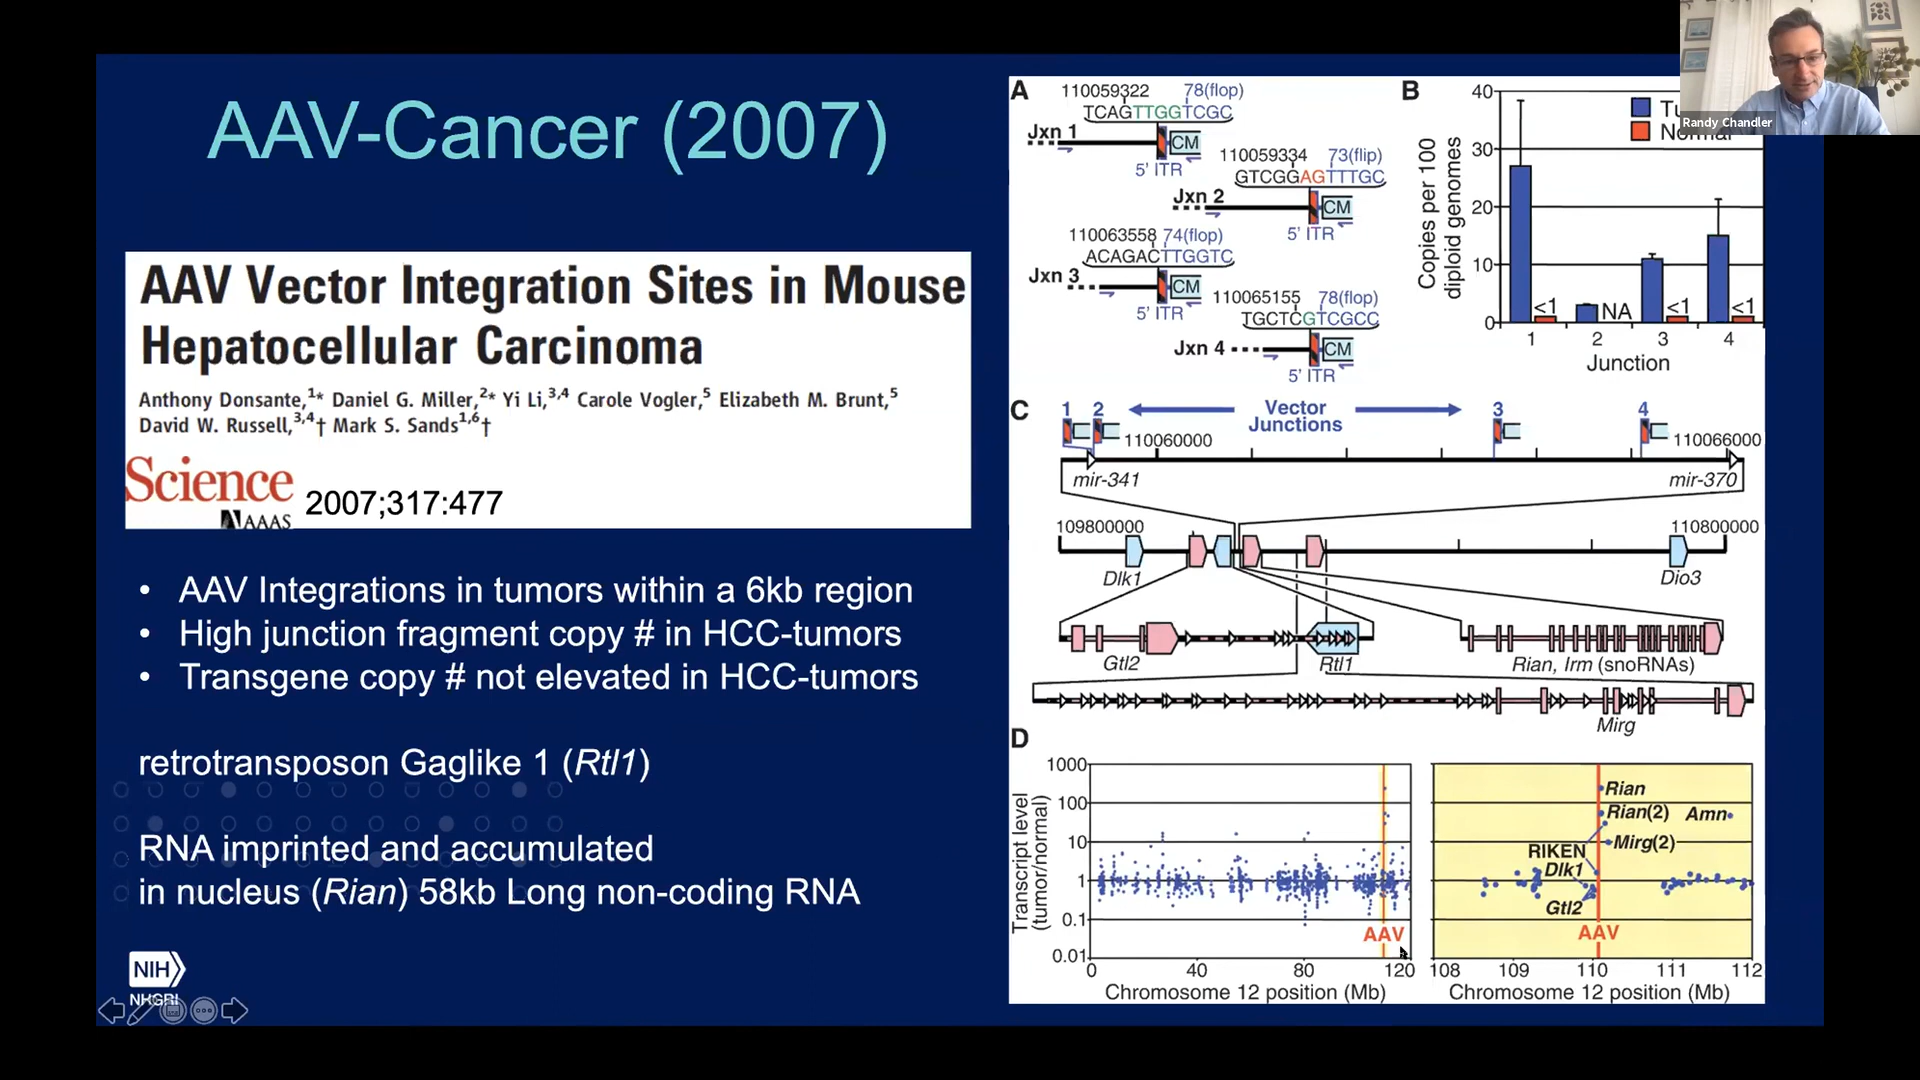 AAV-Cancer (2007)
AAV Vector Integration Sites in Mouse
Hepatocellular Carcinoma
Anthony Donsante,1* Daniel G. Miller,2* Yi Li,3,4 Carole Vogler,5 Elizabeth M. Brunt,5
David W. Russell,3,4† Mark S. Sands1,6†
Science
AAAS
2007;317:477
• AAV Integrations in tumors within a 6kb region
• High junction fragment copy # in HCC-tumors
• Transgene copy # not elevated in HCC-tumors
retrotransposon Gaglike 1 (Rtl1)
RNA imprinted and accumulated
in nucleus (Rian) 58kb Long non-coding RNA
NIH
NHGRI
A
110059322 78(flop)
TCAGTTGGTCGC
Jxn 1
CM
5' ITR
110059334 73(flip)
GTCGGAGTTTGC
Jxn 2
CM
5' ITR
110063558 74(flop)
ACAGACTTGGTC
Jxn 3
CM
5' ITR
110065155 78(flop)
TGCTCGTCGCC
Jxn 4
CM
5' ITR
B
Copies per 100
diploid genomes
40
30
20
10
0
Normal
<1
NA
<1
<1
1 2 3 4
Junction
Randy Chandler
C
1 2 Vector 3 4
Junctions
110060000 110066000
mir-341 mir-370
109800000 110800000
Dlk1 Dio3
Gtl2 Rtl1 Rian, Irm (snoRNAs)
Mirg
D
Transcript level
(tumor/normal)
1000
100
10
1
0.1
0.01
AAV
0 40 80 120
Chromosome 12 position (Mb)
Rian
Rian(2) Amn
Mirg(2)
RIKEN
Dlk1
Gtl2
AAV
108 109 110 111 112
Chromosome 12 position (Mb)